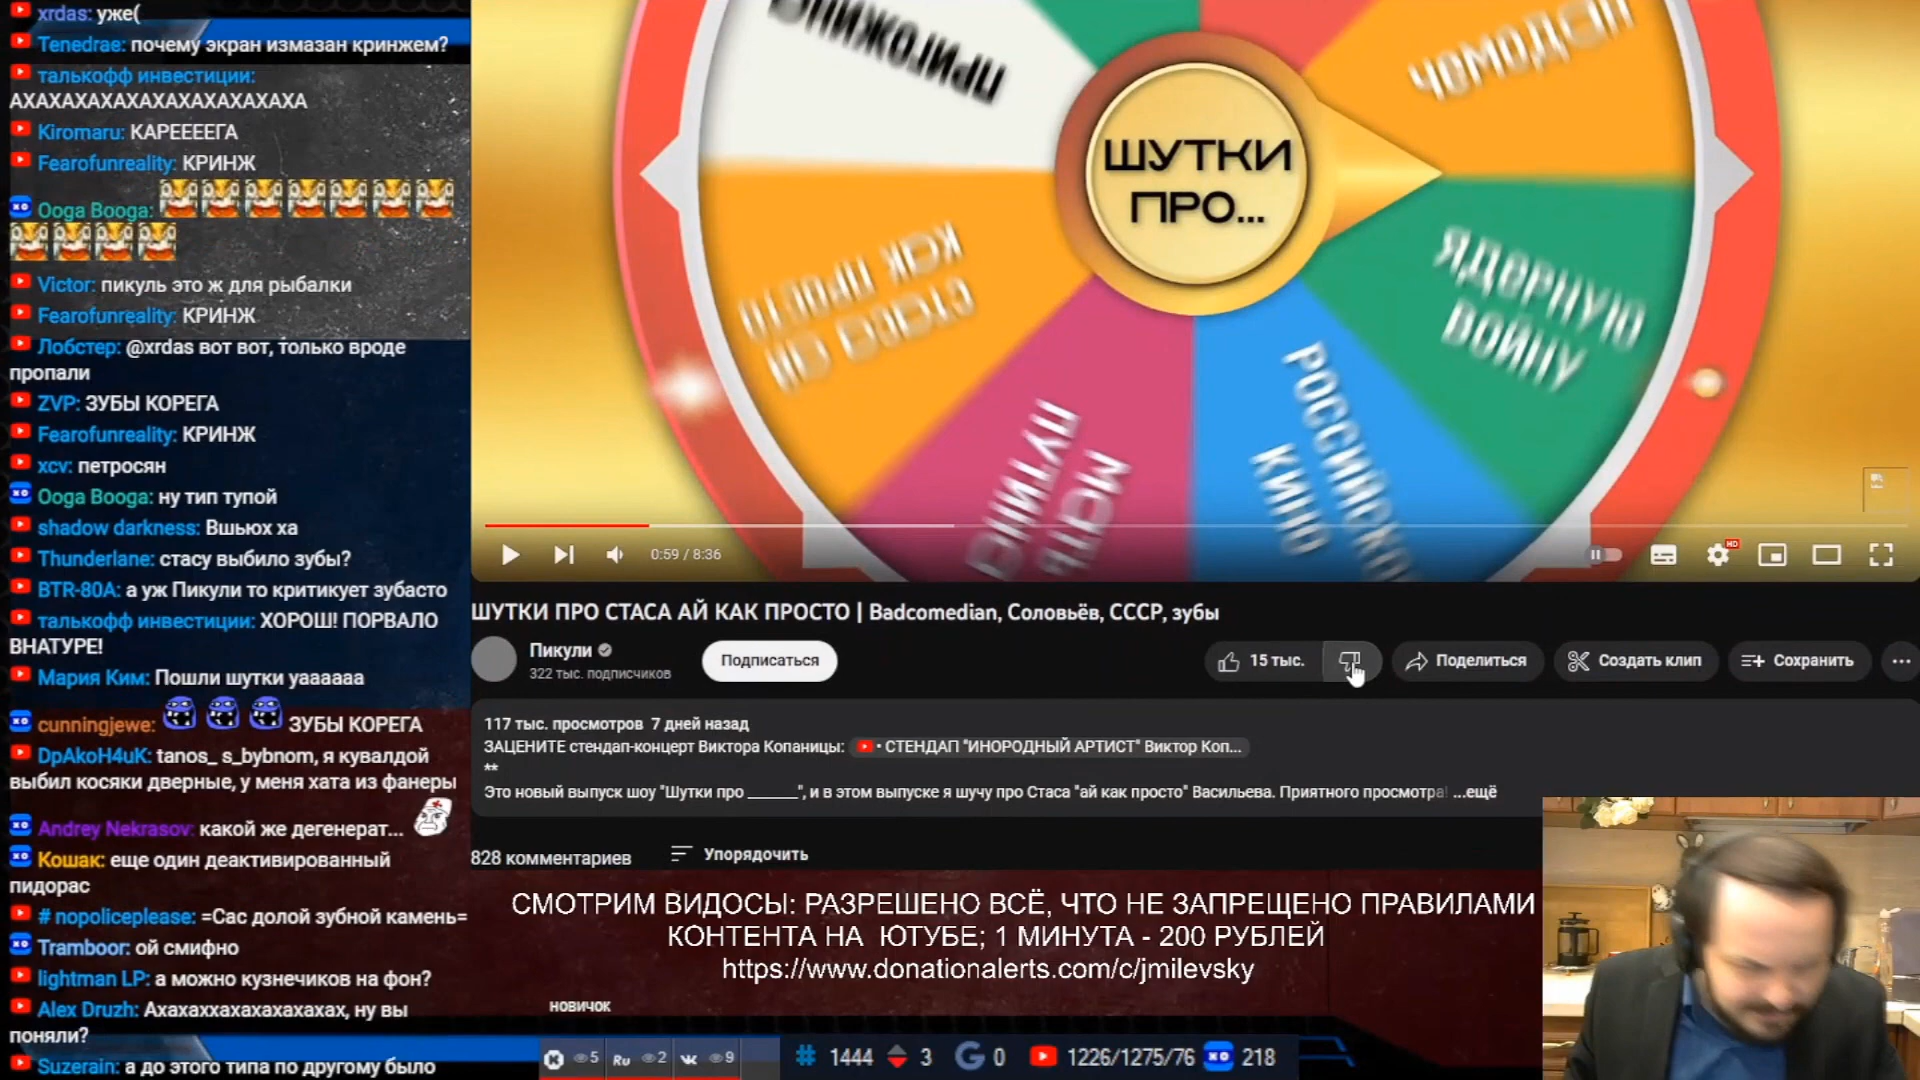 xrdas: уже(
Tenedrae: почему экран измазан кринжем?
талькофф инвестиции:
АХАХАХАХАХАХАХАХАХАХАХА
Kiromaru: КАРЕЕЕЕГА
Fearofunreality: КРИНЖ
Ooga Booga:
Victor: пикуль это ж для рыбалки
Fearofunreality: КРИНЖ
Лобстер: @xrdas вот вот, только вроде
пропали
ZVP: ЗУБЫ КОРЕГА
Fearofunreality: КРИНЖ
xcv: петросян
Ooga Booga: ну тип тупой
shadow darkness: Вшьюх ха
Thunderlane: стасу выбило зубы?
BTR-80A: а уж Пикули то критикует зубасто
талькофф инвестиции: ХОРОШ! ПОРВАЛО
ВНАТУРЕ!
Мария Ким: Пошли шутки уаааааа
cunningjewe: ЗУБЫ КОРЕГА
DpAkoH4uK: tanos_ s_bybnom, я кувалдой
выбил косяки дверные, у меня хата из фанеры
Andrey Nekrasov: какой же дегенерат...
Кошак: еще один деактивированный
пидорас
# nopoliceplease: =Сас долой зубной камень=
Tramboor: ой смифно
lightman LP: а можно кузнечиков на фон?
Alex Druzh: Ахахаххахахахахах, ну вы
поняли?
Suzerain: а до этого типа по другому было
ПРИГОЖИНА
ШУТКИ
ПРО...
КАК ПРОСТО
ЯДЕРНУЮ
ВОЙНУ
РОССИЙСКОЕ
КИНО
МАТЬ
ПУТИНА
0:59 / 8:36
HD
ШУТКИ ПРО СТАСА АЙ КАК ПРОСТО | Badcomedian, Соловьёв, СССР, зубы
Пикули
322 тыс. подписчиков
Подписаться
15 тыс.
Поделиться
Создать клип
Сохранить
117 тыс. просмотров 7 дней назад
ЗАЦЕНИТЕ стендап-концерт Виктора Копаницы: • СТЕНДАП "ИНОРОДНЫЙ АРТИСТ" Виктор Коп...
**
Это новый выпуск шоу "Шутки про ______", и в этом выпуске я шучу про Стаса "ай как просто" Васильева. Приятного просмотра! ...ещё
828 комментариев
Упорядочить
СМОТРИМ ВИДОСЫ: РАЗРЕШЕНО ВСЁ, ЧТО НЕ ЗАПРЕЩЕНО ПРАВИЛАМИ
КОНТЕНТА НА ЮТУБЕ; 1 МИНУТА - 200 РУБЛЕЙ
https://www.donationalerts.com/c/jmilevsky
новичок
5 Ru 2 9 # 1444 3 G 0 1226/1275/76 218